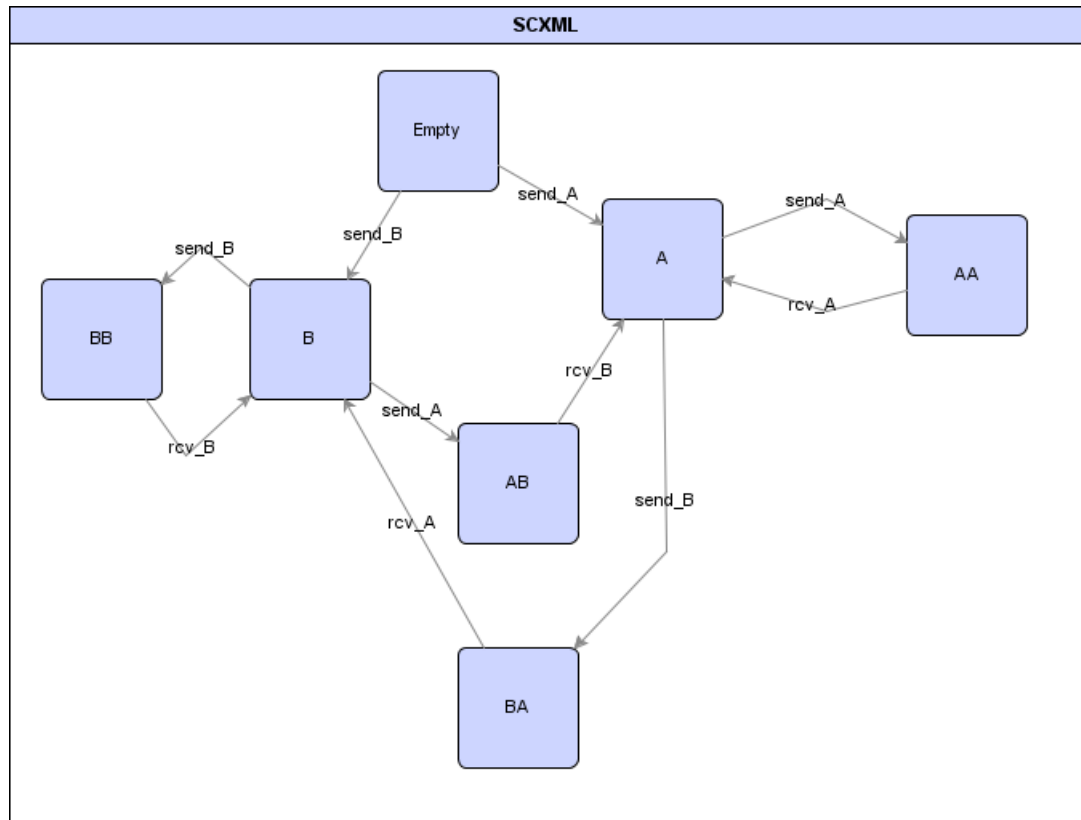 SCXML
Empty
send_A
send_A
send_B
send_B
A
AA
rcv_A
BB
B
rcv_B
send_A
rcv_B
AB
send_B
rcv_A
BA